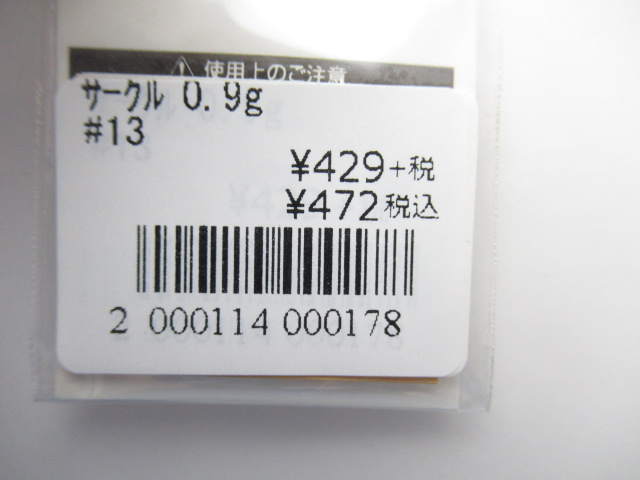 使用上のご注意
サークル 0.9g
#13
¥429+税
¥472税込
2 000114 000178